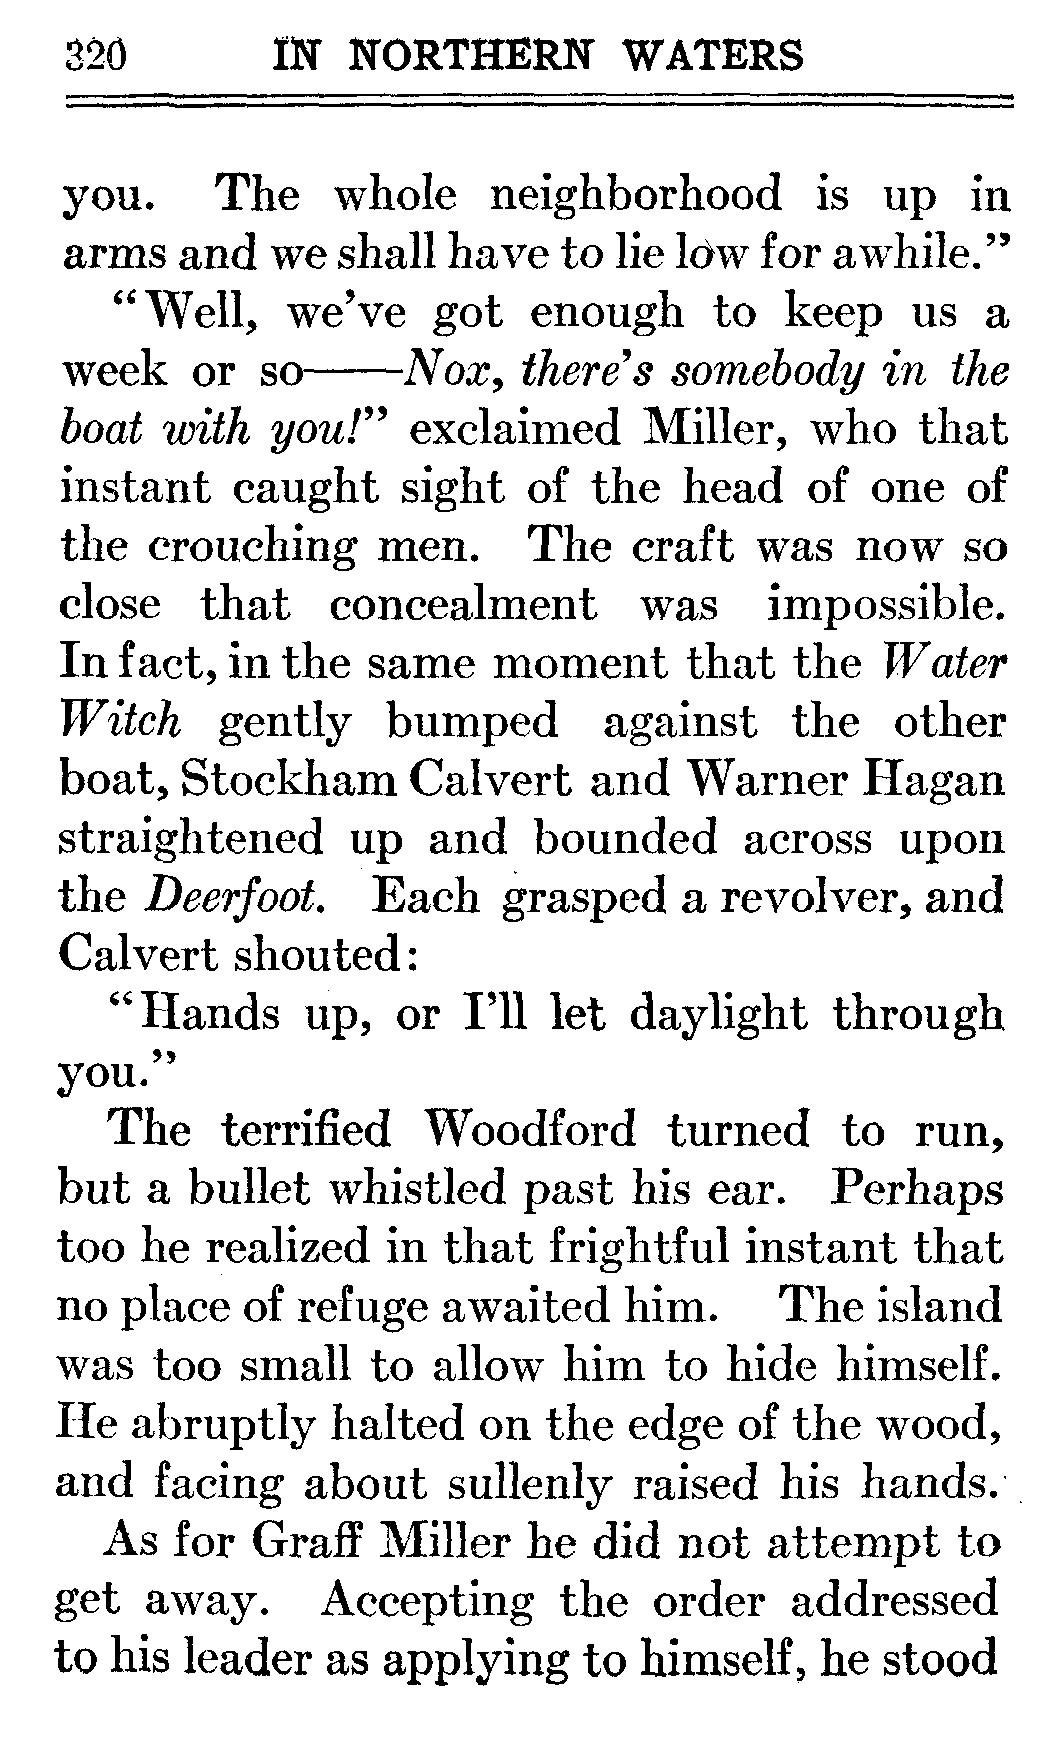 320 IN NORTHERN WATERS
you. The whole neighborhood is up in
arms and we shall have to lie low for awhile."
"Well, we've got enough to keep us a
week or so——Nox, there's somebody in the
boat with you!" exclaimed Miller, who that
instant caught sight of the head of one of
the crouching men. The craft was now so
close that concealment was impossible.
In fact, in the same moment that the Water
Witch gently bumped against the other
boat, Stockham Calvert and Warner Hagan
straightened up and bounded across upon
the Deerfoot. Each grasped a revolver, and
Calvert shouted:
"Hands up, or I'll let daylight through
you."
The terrified Woodford turned to run,
but a bullet whistled past his ear. Perhaps
too he realized in that frightful instant that
no place of refuge awaited him. The island
was too small to allow him to hide himself.
He abruptly halted on the edge of the wood,
and facing about sullenly raised his hands.
As for Graff Miller he did not attempt to
get away. Accepting the order addressed
to his leader as applying to himself, he stood